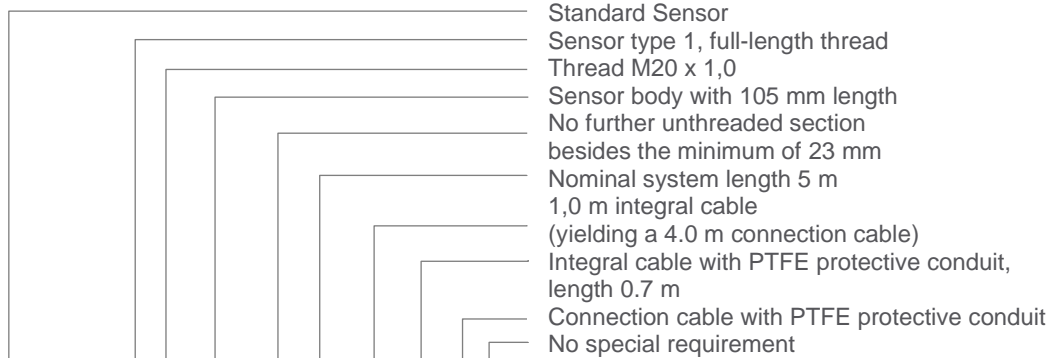 Standard Sensor
Sensor type 1, full-length thread
Thread M20 x 1,0
Sensor body with 105 mm length
No further unthreaded section
besides the minimum of 23 mm
Nominal system length 5 m
1,0 m integral cable
(yielding a 4.0 m connection cable)
Integral cable with PTFE protective conduit,
length 0.7 m
Connection cable with PTFE protective conduit
No special requirement